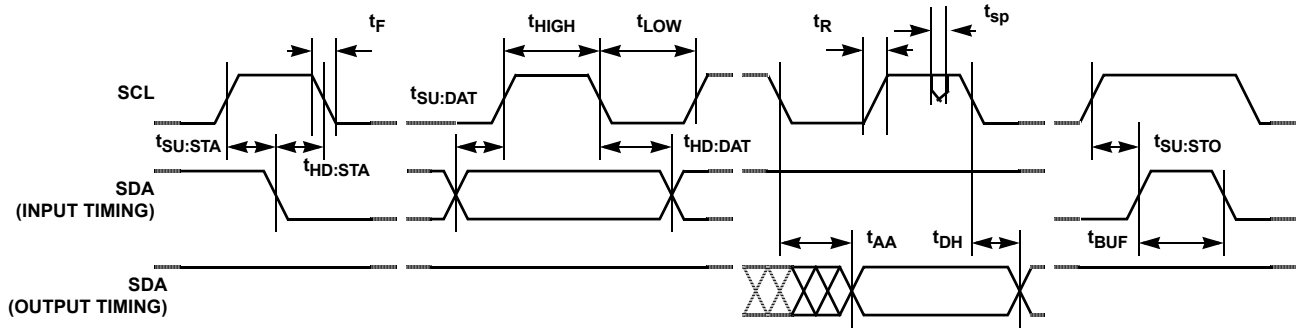 tF
tHIGH
tLOW
tR
tsp
SCL
tSU:DAT
tSU:STA
tHD:STA
tHD:DAT
tSU:STO
SDA
(INPUT TIMING)
tAA
tDH
tBUF
SDA
(OUTPUT TIMING)